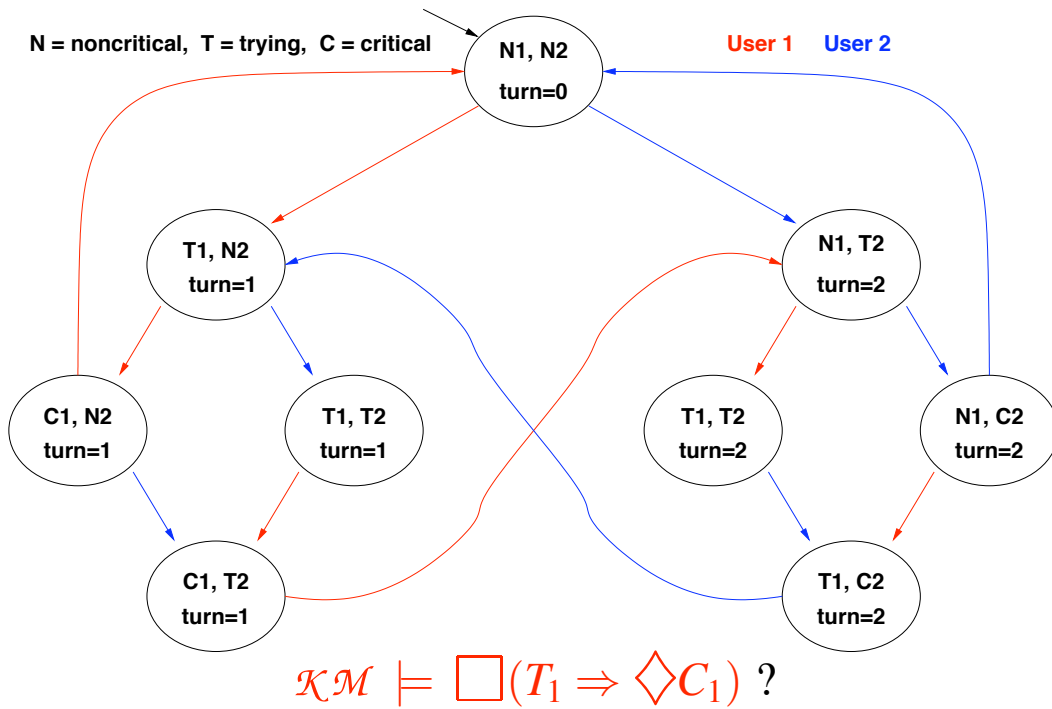 N = noncritical, T = trying, C = critical
User 1 User 2
N1, N2
turn=0
T1, N2
turn=1
N1, T2
turn=2
C1, N2
turn=1
T1, T2
turn=1
T1, T2
turn=2
N1, C2
turn=2
C1, T2
turn=1
T1, C2
turn=2
𝒦ℳ ⊨ □(T₁ ⇒ ◇C₁) ?